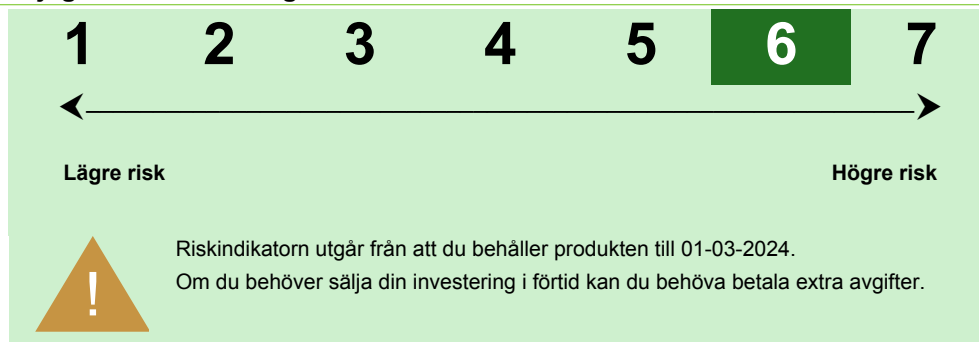 1 2 3 4 5 6 7
Lägre risk Högre risk
Riskindikatorn utgår från att du behåller produkten till 01-03-2024.
! Om du behöver sälja din investering i förtid kan du behöva betala extra avgifter.